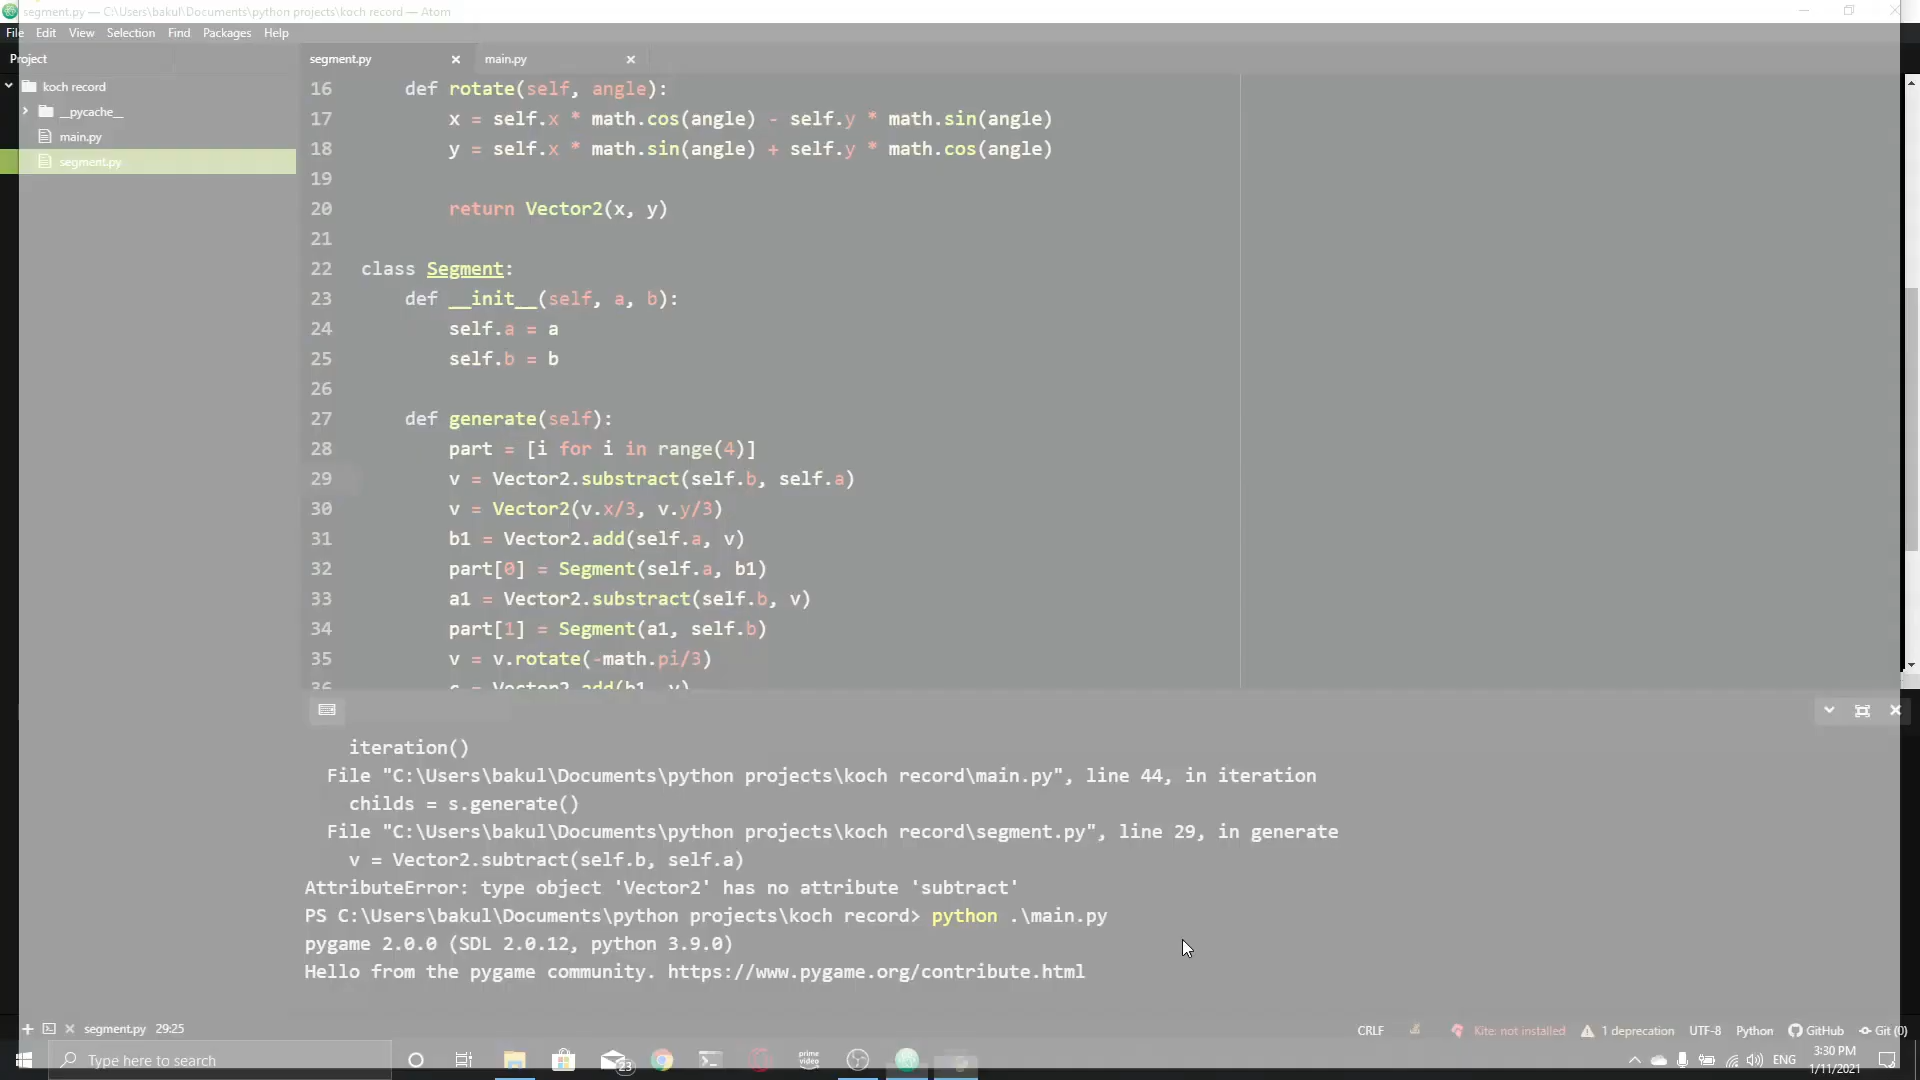 segment.py — C:\Users\bakul\Documents\python projects\koch record — Atom
File Edit View Selection Find Packages Help
Project
koch record
__pycache__
main.py
segment.py
segment.py main.py
16 def rotate(self, angle):
17 x = self.x * math.cos(angle) - self.y * math.sin(angle)
18 y = self.x * math.sin(angle) + self.y * math.cos(angle)
19
20 return Vector2(x, y)
21
22 class Segment:
23 def __init__(self, a, b):
24 self.a = a
25 self.b = b
26
27 def generate(self):
28 part = [i for i in range(4)]
29 v = Vector2.substract(self.b, self.a)
30 v = Vector2(v.x/3, v.y/3)
31 b1 = Vector2.add(self.a, v)
32 part[0] = Segment(self.a, b1)
33 a1 = Vector2.substract(self.b, v)
34 part[1] = Segment(a1, self.b)
35 v = v.rotate(-math.pi/3)
36 c = Vector2.add(b1, v)
iteration()
File "C:\Users\bakul\Documents\python projects\koch record\main.py", line 44, in iteration
childs = s.generate()
File "C:\Users\bakul\Documents\python projects\koch record\segment.py", line 29, in generate
v = Vector2.subtract(self.b, self.a)
AttributeError: type object 'Vector2' has no attribute 'subtract'
PS C:\Users\bakul\Documents\python projects\koch record> python .\main.py
pygame 2.0.0 (SDL 2.0.12, python 3.9.0)
Hello from the pygame community. https://www.pygame.org/contribute.html
segment.py 29:25
CRLF Kite: not installed 1 deprecation UTF-8 Python GitHub Git (0)
Type here to search
23
prime video
ENG
3:30 PM
1/11/2021